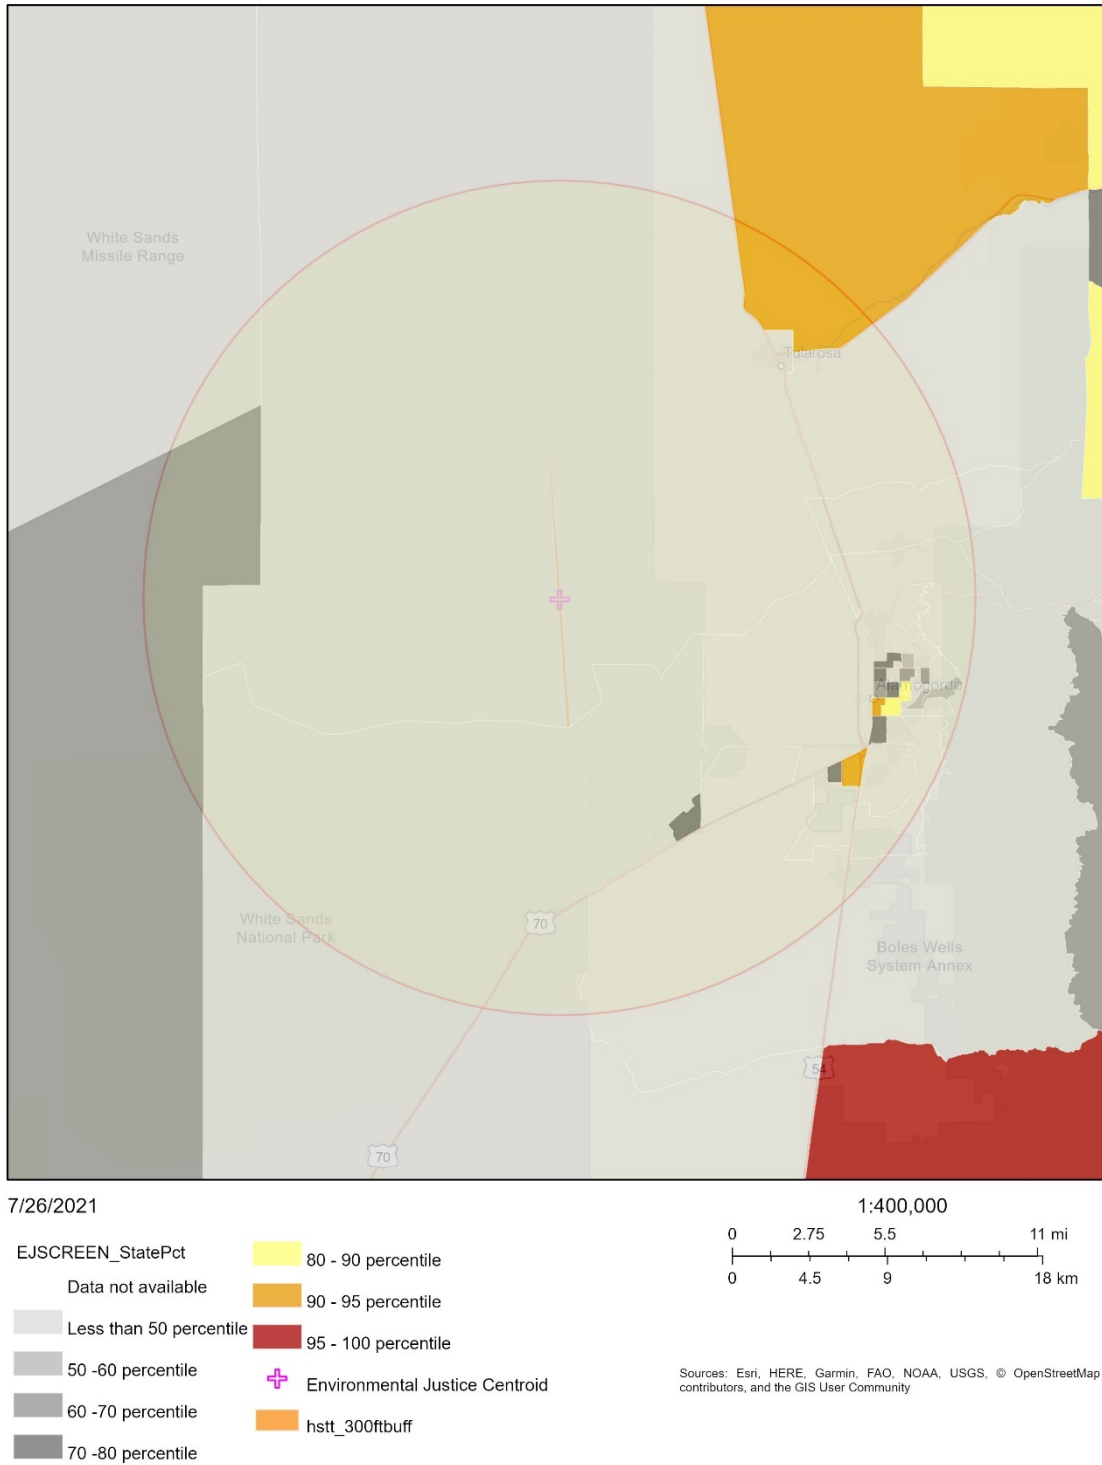 White Sands
Missile Range
Tularosa
Alamogordo
White Sands
National Park
70
Boles Wells
System Annex
54
70
7/26/2021
1:400,000
0 2.75 5.5 11 mi
0 4.5 9 18 km
EJSCREEN_StatePct
Data not available
Less than 50 percentile
50 -60 percentile
60 -70 percentile
70 -80 percentile
80 - 90 percentile
90 - 95 percentile
95 - 100 percentile
Environmental Justice Centroid
hstt_300ftbuff
Sources: Esri, HERE, Garmin, FAO, NOAA, USGS, © OpenStreetMap
contributors, and the GIS User Community